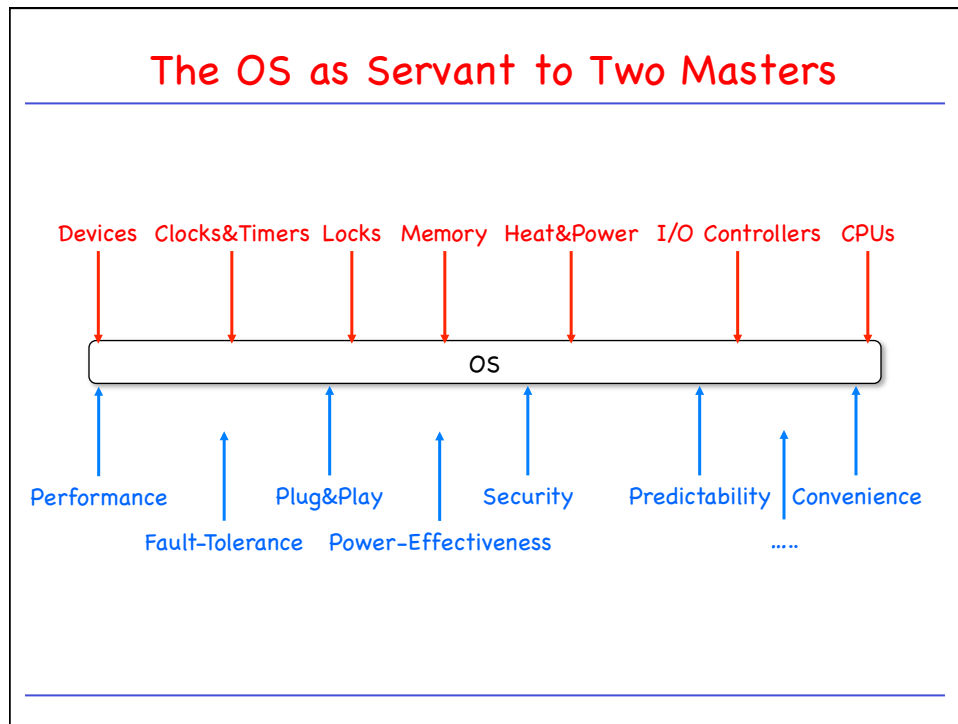 The OS as Servant to Two Masters
Devices Clocks&Timers Locks Memory Heat&Power I/O Controllers CPUs
OS
Performance Plug&Play Security Predictability Convenience
Fault-Tolerance Power-Effectiveness .....